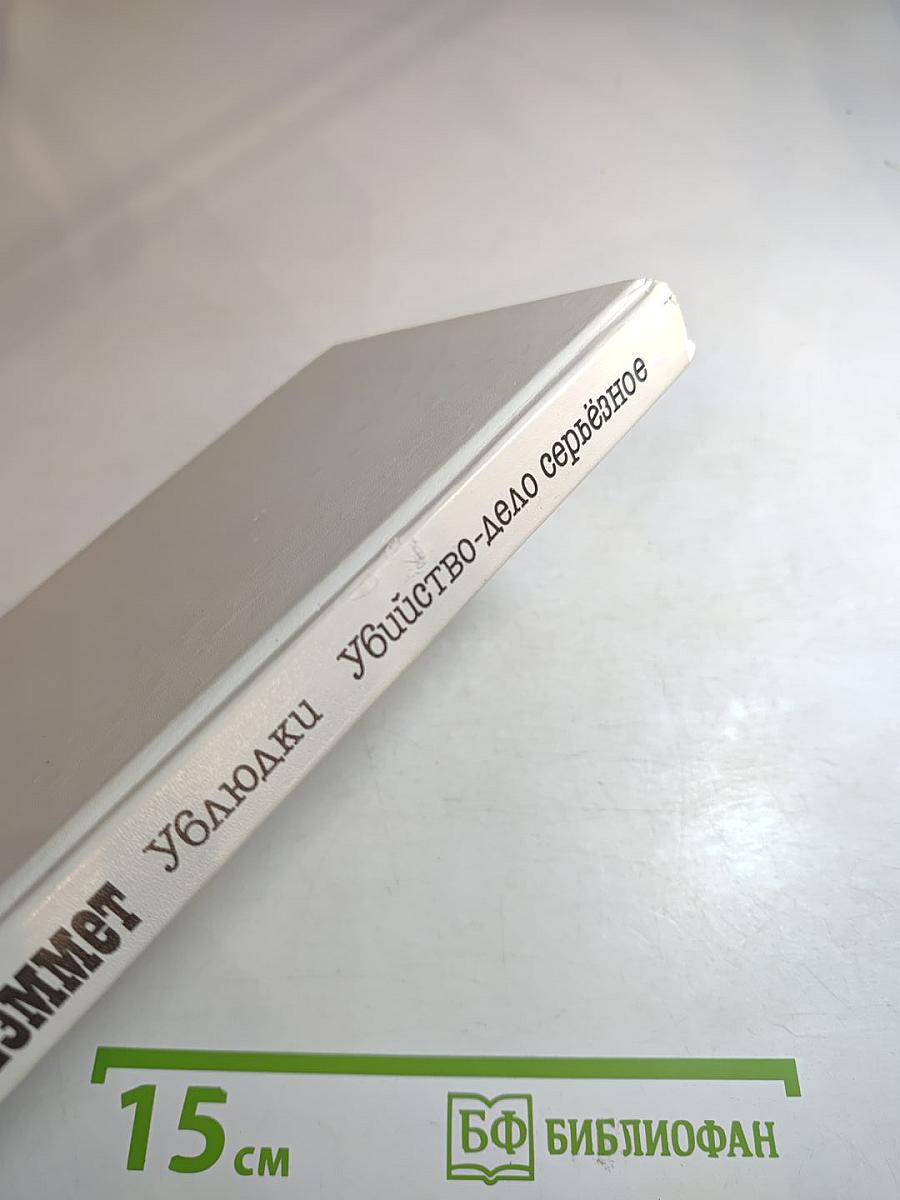 эммет Ублюдки Убийство-дело серьёзное
15 см
БФ БИБЛИОФАН